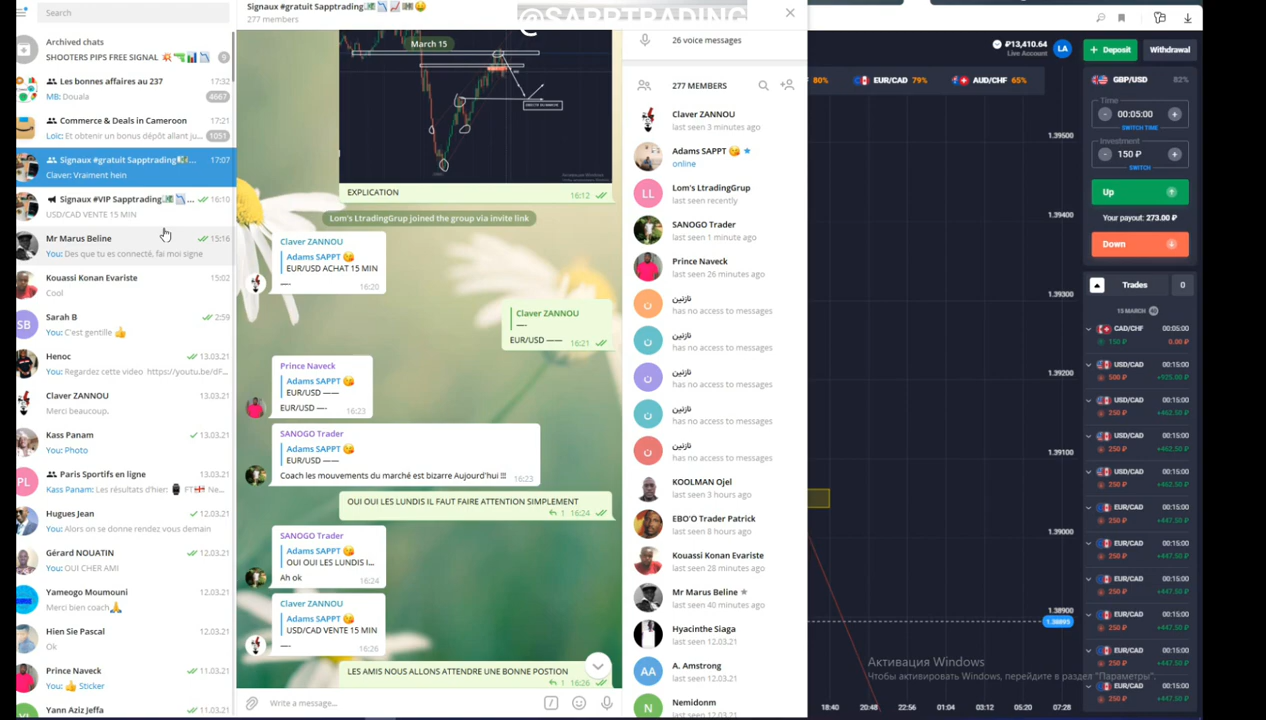 Search
Archived chats
SHOOTERS PIPS FREE SIGNAL
9
Les bonnes affaires au 237 17:32
MB: Douala 4667
Commerce & Deals in Cameroon 17:21
Loïc: Et obtenir un bonus dépôt allant ju... 1051
Signaux #gratuit Sapptrading💵... 17:07
Claver: Vraiment hein
Signaux #VIP Sapptrading💵📉... 16:10
USD/CAD VENTE 15 MIN
Mr Marus Beline 15:16
You: Des que tu es connecté, fai moi signe
Kouassi Konan Evariste 15:02
Cool
SB
Sarah B 2:59
You: C'est gentille 👍
Henoc 13.03.21
You: Regardez cette video https://youtu.be/dF...
Claver ZANNOU 13.03.21
Merci beaucoup.
Kass Panam 13.03.21
You: Photo
PL
Paris Sportifs en ligne 13.03.21
Kass Panam: Les résultats d'hier: FT Ne...
Hugues Jean 12.03.21
You: Alors on se donne rendez vous demain
Gérard NOUATIN 12.03.21
You: OUI CHER AMI
Yameogo Moumouni 12.03.21
Merci bien coach🙏
Hien Sie Pascal 12.03.21
Ok
Prince Naveck 11.03.21
You: 👍 Sticker
Yann Aziz Jeffa 11.03.21
Signaux #gratuit Sapptrading💵📉📈💵🤑
277 members
@SAPPTRADING
March 15
EXPLICATION 16:12
Lom's LtradingGrup joined the group via invite link
Claver ZANNOU
Adams SAPPT 😋
EUR/USD ACHAT 15 MIN
—-
16:20
Claver ZANNOU
—-
EUR/USD —— 16:21
Prince Naveck
Adams SAPPT 😋
EUR/USD ——
EUR/USD —- 16:23
SANOGO Trader
Adams SAPPT 😋
EUR/USD ——
Coach les mouvements du marché est bizarre Aujourd'hui !!! 16:23
OUI OUI LES LUNDIS IL FAUT FAIRE ATTENTION SIMPLEMENT
1 16:24
SANOGO Trader
Adams SAPPT 😋
OUI OUI LES LUNDIS I...
Ah ok
16:24
Claver ZANNOU
Adams SAPPT 😋
USD/CAD VENTE 15 MIN
—-
16:26
LES AMIS NOUS ALLONS ATTENDRE UNE BONNE POSTION
1 16:26
Write a message...
26 voice messages
277 MEMBERS
Claver ZANNOU
last seen 3 minutes ago
Adams SAPPT 😋 ★
online
LL
Lom's LtradingGrup
last seen recently
SANOGO Trader
last seen 1 minute ago
Prince Naveck
last seen 26 minutes ago
ن
نازنین
has no access to messages
ن
نازنین
has no access to messages
ن
نازنین
has no access to messages
ن
نازنین
has no access to messages
ن
نازنین
has no access to messages
KOOLMAN Ojel
last seen 3 hours ago
EBO'O Trader Patrick
last seen 8 hours ago
Kouassi Konan Evariste
last seen 28 minutes ago
Mr Marus Beline ★
last seen 40 minutes ago
Hyacinthe Siaga
last seen 12.03.21
AA
A. Amstrong
last seen 12.03.21
N
Nemidonm
last seen 12.03.21
₽13,410.64
Live Account
LA
+ Deposit
Withdrawal
80%
EUR/CAD 79%
AUD/CHF 65%
GBP/USD 82%
Time
- 00:05:00 +
SWITCH TIME
Investment
- 150 ₽ +
SWITCH
Up
Your payout: 273.00 ₽
Down
Trades 0
15 MARCH
CAD/CHF 00:05:00
150 ₽ 0.00 ₽
USD/CAD 00:15:00
500 ₽ +925.00 ₽
USD/CAD 00:15:00
250 ₽ +462.50 ₽
USD/CAD 00:15:00
250 ₽ +462.50 ₽
USD/CAD 00:15:00
250 ₽ +462.50 ₽
EUR/CAD 00:15:00
250 ₽ +447.50 ₽
EUR/CAD 00:15:00
250 ₽ +447.50 ₽
EUR/CAD 00:15:00
250 ₽ +447.50 ₽
EUR/CAD 00:15:00
250 ₽ +447.50 ₽
EUR/CAD 00:15:00
250 ₽ +447.50 ₽
EUR/CAD 00:15:00
250 ₽ +447.50 ₽
1.39500
1.39400
1.39300
1.39200
1.39100
1.39000
1.38900
1.38895
Активация Windows
Чтобы активировать Windows, перейдите в раздел "Параметры".
18:40 20:48 22:56 01:04 03:12 05:20 07:28